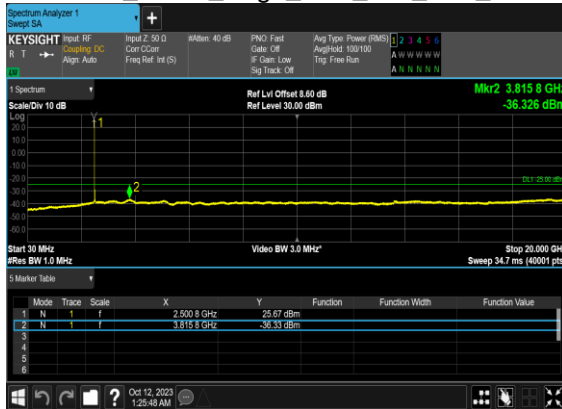 Spectrum Analyzer 1
Swept SA
+
KEYSIGHT Input: RF Input Z: 50 Ω #Atten: 40 dB PNO: Fast Avg Type: Power (RMS) 1 2 3 4 5 6
R T Coupling: DC Corr CCorr Gate: Off Avg|Hold: 100/100 A W W W W W
Align: Auto Freq Ref: Int (S) IF Gain: Low Trig: Free Run
LXI Sig Track: Off A N N N N N
1 Spectrum Mkr2 3.815 8 GHz
Ref Lvl Offset 8.60 dB
Scale/Div 10 dB Ref Level 30.00 dBm -36.326 dBm
Log
1
20.0
10.0
0.00
-10.0
-20.0
DL1 -25.00 dBm
-30.0
2
-40.0
-50.0
-60.0
Start 30 MHz Video BW 3.0 MHz* Stop 20.000 GH
#Res BW 1.0 MHz Sweep 34.7 ms (40001 pts
5 Marker Table
Mode Trace Scale X Y Function Function Width Function Value
1 N 1 f 2.500 8 GHz 25.67 dBm
2 N 1 f 3.815 8 GHz -36.33 dBm
3
4
5
6
? Oct 12, 2023
1:25:48 AM